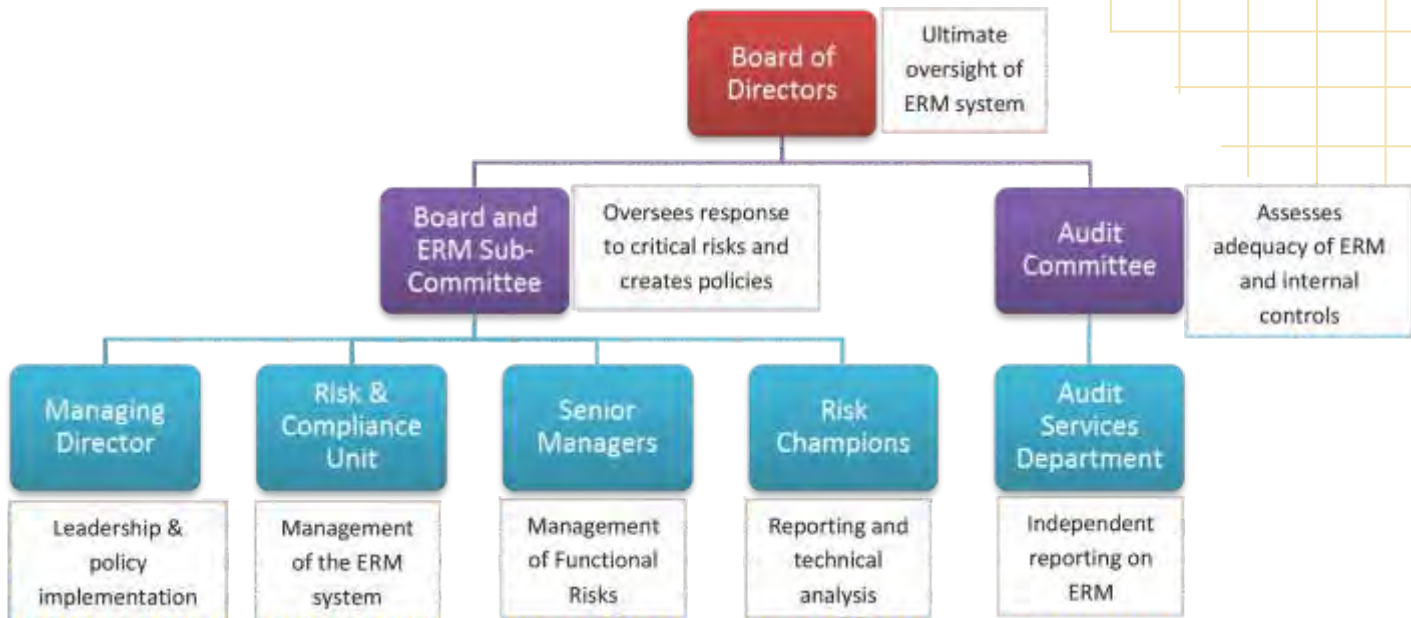 Board of
Directors
Ultimate
oversight of
ERM system
Board and
ERM Sub-
Committee
Oversees response
to critical risks and
creates policies
Audit
Committee
Assesses
adequacy of ERM
and internal
controls
Managing
Director
Leadership &
policy
implementation
Risk &
Compliance
Unit
Management
of the ERM
system
Senior
Managers
Management
of Functional
Risks
Risk
Champions
Reporting and
technical
analysis
Audit
Services
Department
Independent
reporting on
ERM